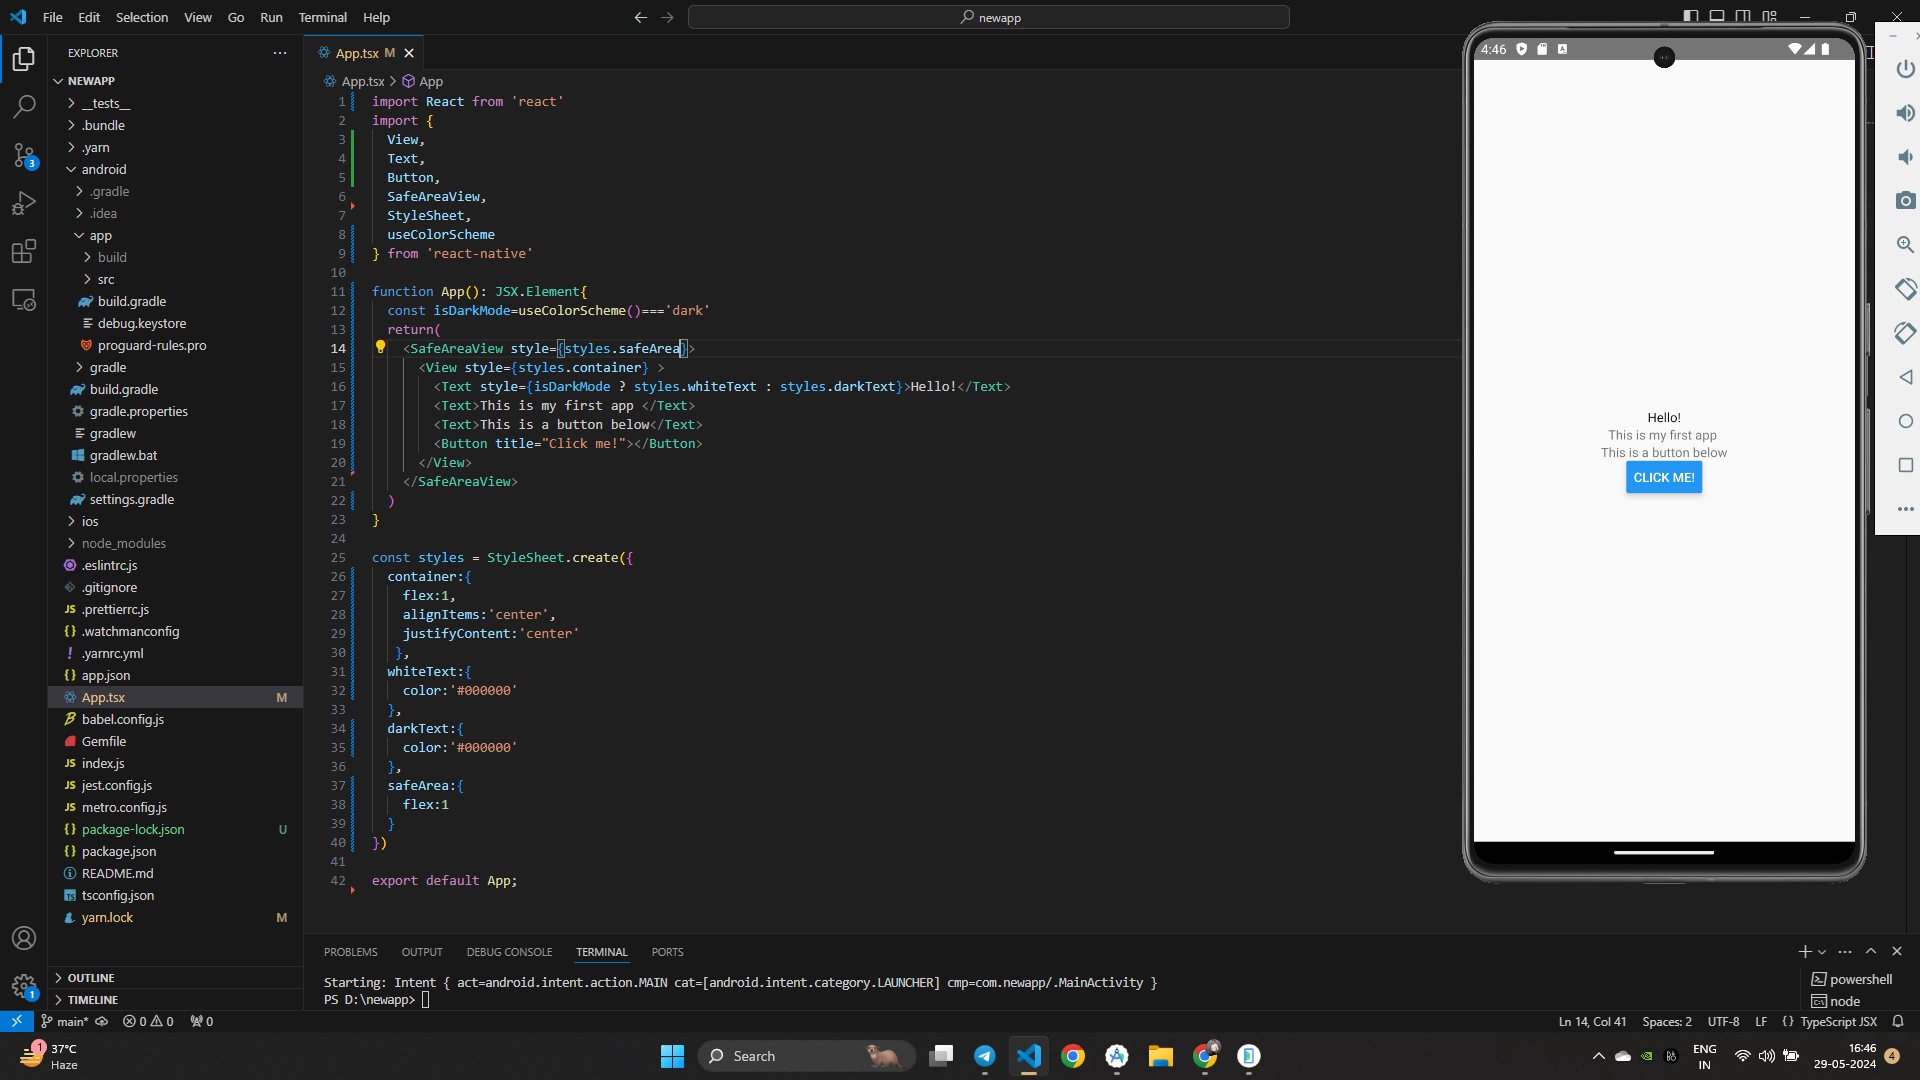 File Edit Selection View Go Run Terminal Help
newapp
EXPLORER
NEWAPP
__tests__
.bundle
.yarn
android
.gradle
.idea
app
build
src
build.gradle
debug.keystore
proguard-rules.pro
gradle
build.gradle
gradle.properties
gradlew
gradlew.bat
local.properties
settings.gradle
ios
node_modules
.eslintrc.js
.gitignore
.prettierrc.js
.watchmanconfig
.yarnrc.yml
app.json
App.tsx M
babel.config.js
Gemfile
index.js
jest.config.js
metro.config.js
package-lock.json U
package.json
README.md
tsconfig.json
yarn.lock M
OUTLINE
TIMELINE
3
1
App.tsx M
App.tsx > App
1 import React from 'react'
2 import {
3 View,
4 Text,
5 Button,
6 SafeAreaView,
7 StyleSheet,
8 useColorScheme
9 } from 'react-native'
10
11 function App(): JSX.Element{
12 const isDarkMode=useColorScheme()==='dark'
13 return(
14 <SafeAreaView style={styles.safeArea}>
15 <View style={styles.container} >
16 <Text style={isDarkMode ? styles.whiteText : styles.darkText}>Hello!</Text>
17 <Text>This is my first app </Text>
18 <Text>This is a button below</Text>
19 <Button title="Click me!"></Button>
20 </View>
21 </SafeAreaView>
22 )
23 }
24
25 const styles = StyleSheet.create({
26 container:{
27 flex:1,
28 alignItems:'center',
29 justifyContent:'center'
30 },
31 whiteText:{
32 color:'#000000'
33 },
34 darkText:{
35 color:'#000000'
36 },
37 safeArea:{
38 flex:1
39 }
40 })
41
42 export default App;
4:46
Hello!
This is my first app
This is a button below
CLICK ME!
PROBLEMS OUTPUT DEBUG CONSOLE TERMINAL PORTS
Starting: Intent { act=android.intent.action.MAIN cat=[android.intent.category.LAUNCHER] cmp=com.newapp/.MainActivity }
PS D:\newapp>
powershell
node
main* 0 0 0
Ln 14, Col 41 Spaces: 2 UTF-8 LF {} TypeScript JSX
1
37°C
Haze
Search
ENG
IN
16:46
29-05-2024
4